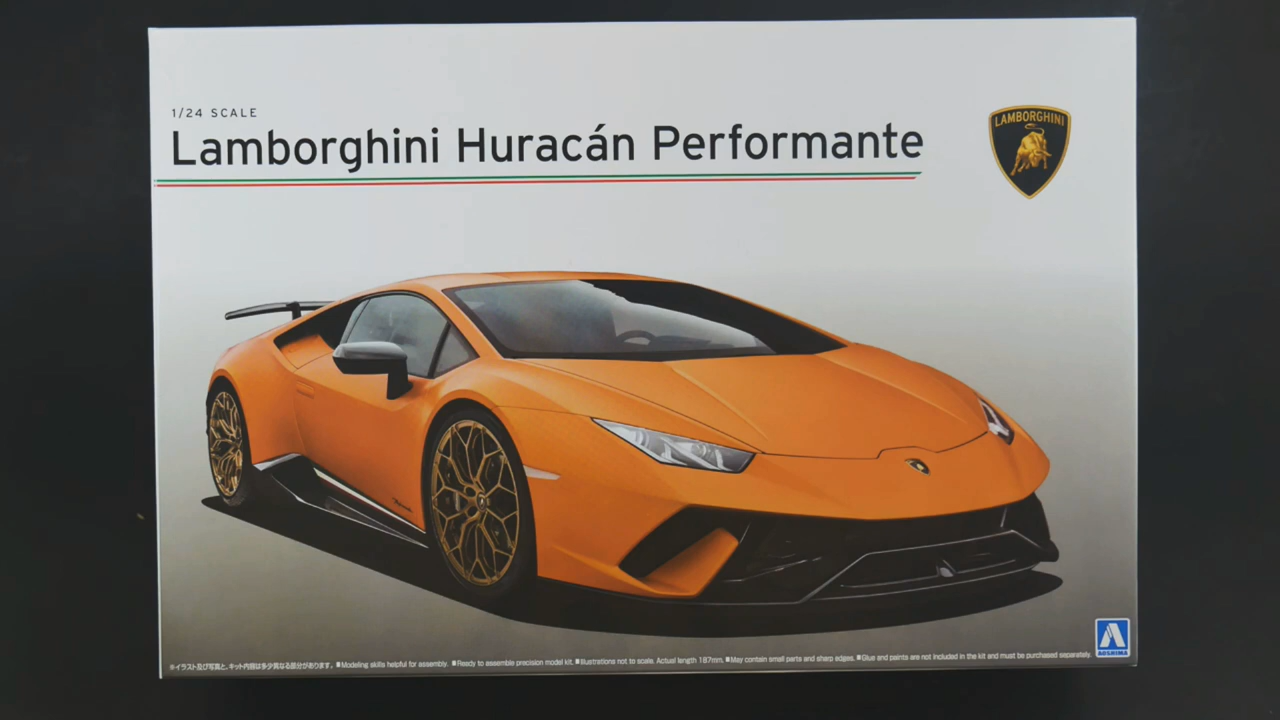 1/24 SCALE
Lamborghini Huracán Performante
LAMBORGHINI
AOSHIMA
※イラスト及び写真と、キット内容は多少異なる部分があります。 ■Modeling skills helpful for assembly. ■Ready to assemble precision model kit. ■Illustrations not to scale. Actual length 187mm. ■May contain small parts and sharp edges. ■Glue and paints are not included in the kit and must be purchased separately.